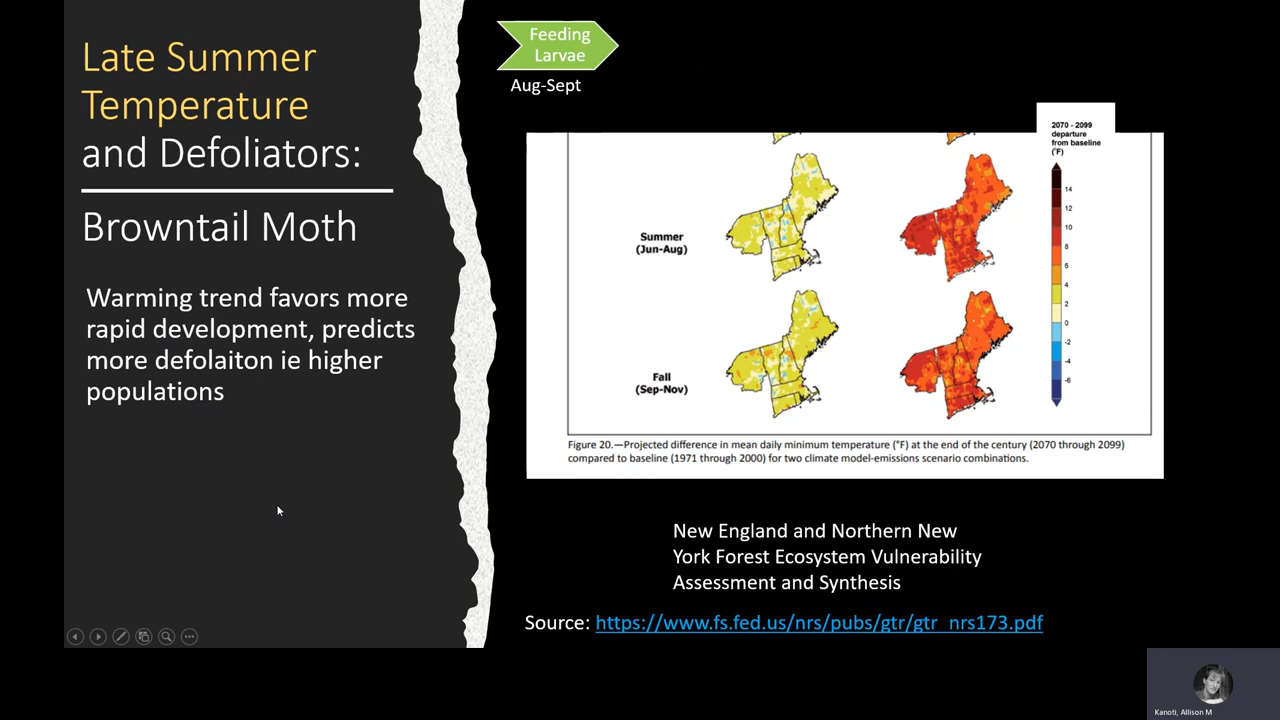 Late Summer
Temperature
and Defoliators:
Browntail Moth
Warming trend favors more
rapid development, predicts
more defolaiton ie higher
populations
Feeding
Larvae
Aug-Sept
2070 - 2099
departure
from baseline
(°F)
14
12
10
8
6
4
2
0
-2
-4
-6
Summer
(Jun-Aug)
Fall
(Sep-Nov)
Figure 20.—Projected difference in mean daily minimum temperature (°F) at the end of the century (2070 through 2099)
compared to baseline (1971 through 2000) for two climate model-emissions scenario combinations.
New England and Northern New
York Forest Ecosystem Vulnerability
Assessment and Synthesis
Source: https://www.fs.fed.us/nrs/pubs/gtr/gtr_nrs173.pdf
Kanoti, Allison M